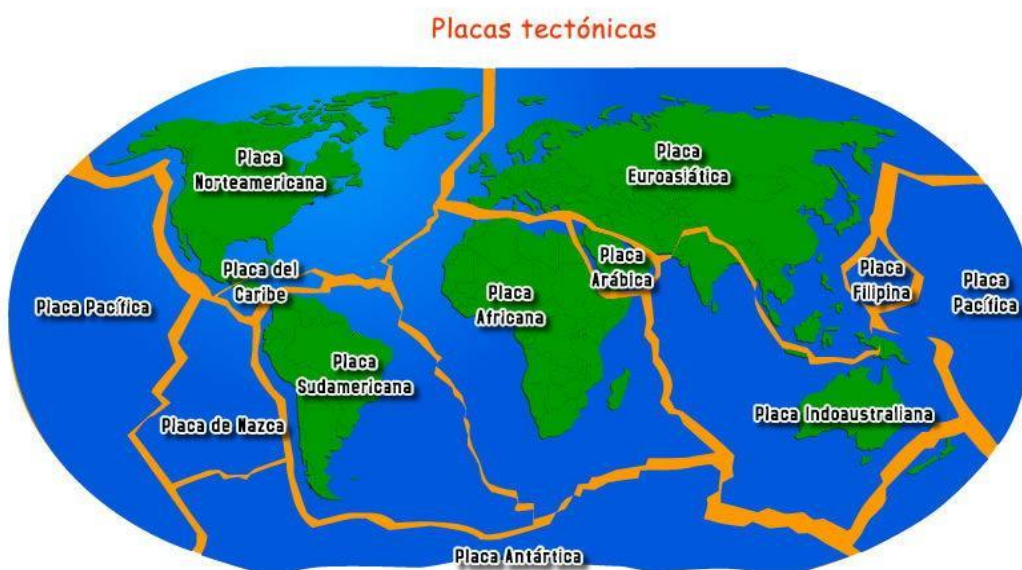 Placas tectónicas
Placa
Norteamericana
Placa
Euroasiática
Placa del
Caribe
Placa
Arábica
Placa
Filipina
Placa Pacífica
Placa
Africana
Placa
Pacífica
Placa
Sudamericana
Placa de Nazca
Placa Indoaustraliana
Placa Antártica